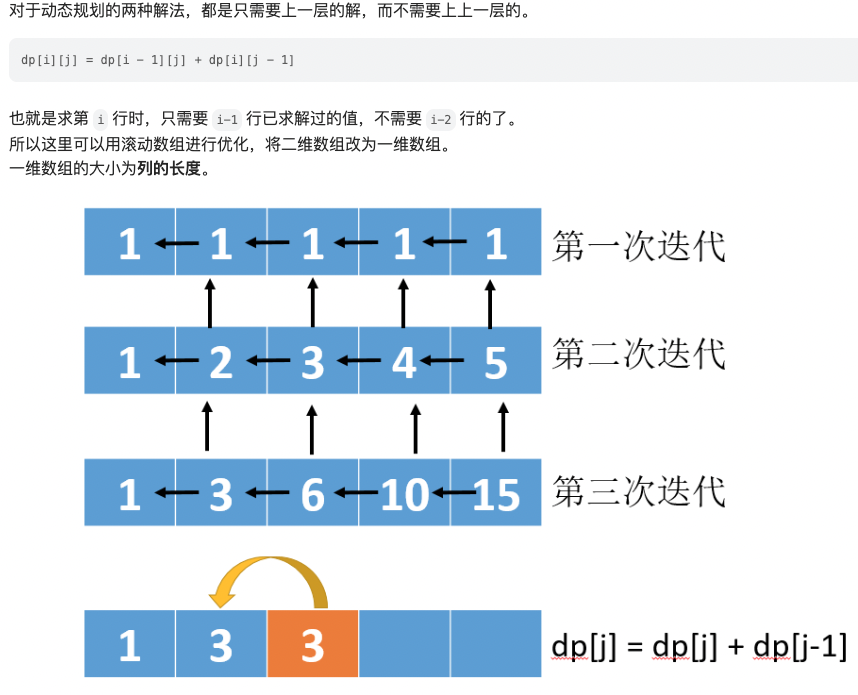 对于动态规划的两种解法，都是只需要上一层的解，而不需要上上一层的。
dp[i][j] = dp[i - 1][j] + dp[i][j - 1]
也就是求第 i 行时，只需要 i-1 行已求解过的值，不需要 i-2 行的了。
所以这里可以用滚动数组进行优化，将二维数组改为一维数组。
一维数组的大小为列的长度。
1 1 1 1 1 第一次迭代
1 2 3 4 5 第二次迭代
1 3 6 10 15 第三次迭代
1 3 3 dp[j] = dp[j] + dp[j-1]